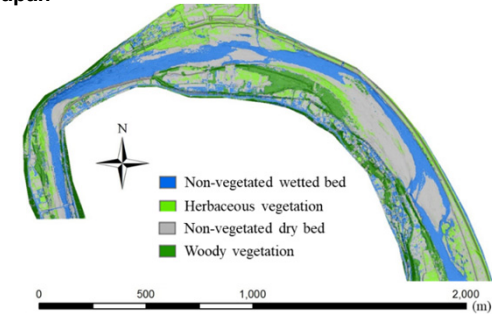 N
Non-vegetated wetted bed
Herbaceous vegetation
Non-vegetated dry bed
Woody vegetation
0 500 1,000 2,000
(m)